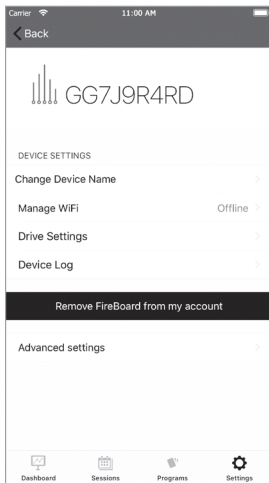 Carrier 11:00 AM
Back
GG7J9R4RD
DEVICE SETTINGS
Change Device Name
Manage WiFi Offline
Drive Settings
Device Log
Remove FireBoard from my account
Advanced settings
Dashboard Sessions Programs Settings